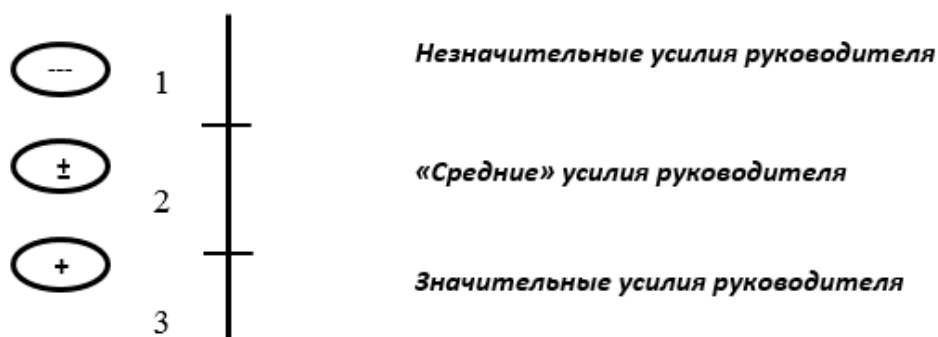 --- 1 Незначительные усилия руководителя
± 2 «Средние» усилия руководителя
+ 3 Значительные усилия руководителя